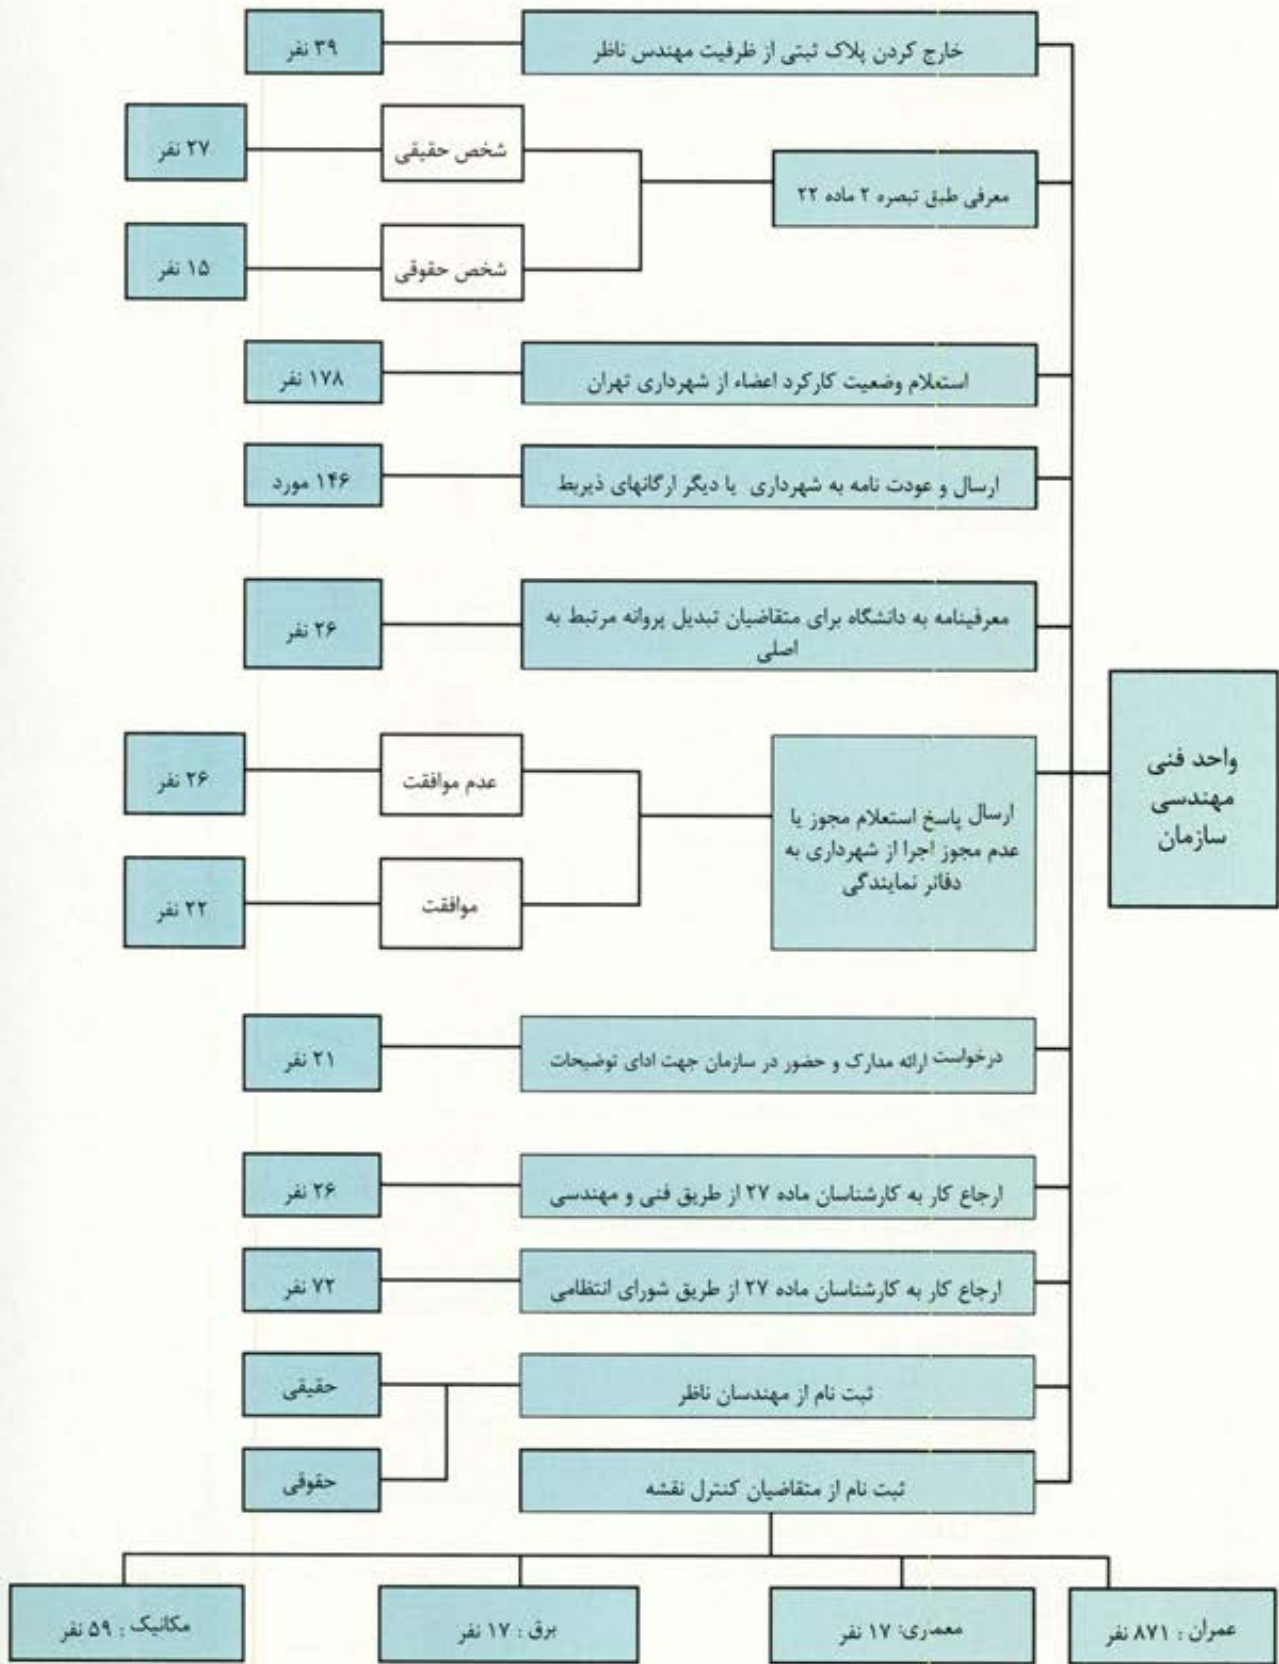 خارج کردن پلاک ثبتی از ظرفیت مهندس ناظر
۳۹ نفر
معرفی طبق تبصره ۲ ماده ۲۲
شخص حقیقی
۲۷ نفر
شخص حقوقی
۱۵ نفر
استعلام وضعیت کارکرد اعضاء از شهرداری تهران
۱۷۸ نفر
ارسال و عودت نامه به شهرداری یا دیگر ارگانهای ذیربط
۱۴۶ مورد
معرفینامه به دانشگاه برای متقاضیان تبدیل پروانه مرتبط به
اصلی
۲۶ نفر
واحد فنی
مهندسی
سازمان
ارسال پاسخ استعلام مجوز یا
عدم مجوز اجرا از شهرداری به
دفاتر نمایندگی
عدم موافقت
۲۶ نفر
موافقت
۲۲ نفر
درخواست ارائه مدارک و حضور در سازمان جهت ادای توضیحات
۲۱ نفر
ارجاع کار به کارشناسان ماده ۲۷ از طریق فنی و مهندسی
۲۶ نفر
ارجاع کار به کارشناسان ماده ۲۷ از طریق شورای انتظامی
۷۲ نفر
ثبت نام از مهندسان ناظر
حقیقی
حقوقی
ثبت نام از متقاضیان کنترل نقشه
عمران : ۸۷۱ نفر
معماری: ۱۷ نفر
برق : ۱۷ نفر
مکانیک : ۵۹ نفر